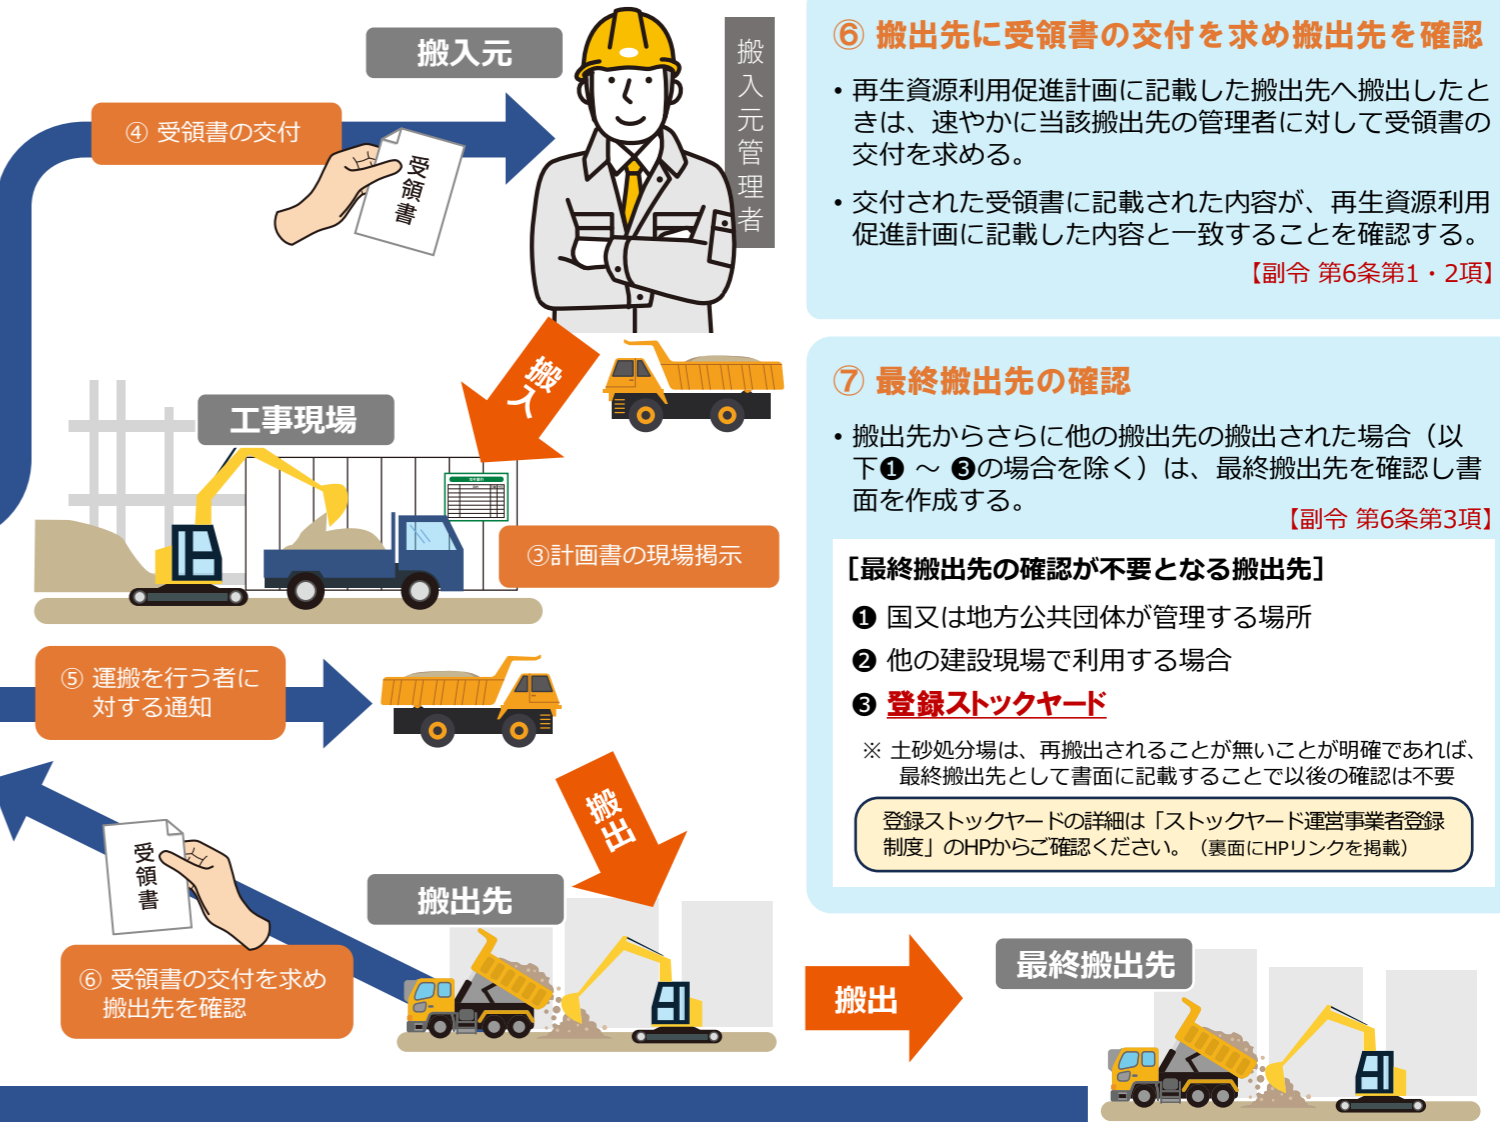 搬入元
搬入元管理者
④ 受領書の交付
受領書
搬入
工事現場
③計画書の現場掲示
⑤ 運搬を行う者に
対する通知
搬出
受領書
搬出先
⑥ 受領書の交付を求め
搬出先を確認
搬出
最終搬出先
⑥ 搬出先に受領書の交付を求め搬出先を確認
・再生資源利用促進計画に記載した搬出先へ搬出したと
きは、速やかに当該搬出先の管理者に対して受領書の
交付を求める。
・交付された受領書に記載された内容が、再生資源利用
促進計画に記載した内容と一致することを確認する。
【副令 第6条第1・2項】
⑦ 最終搬出先の確認
・搬出先からさらに他の搬出先の搬出された場合（以
下❶ ～ ❸の場合を除く）は、最終搬出先を確認し書
面を作成する。
【副令 第6条第3項】
［最終搬出先の確認が不要となる搬出先］
❶ 国又は地方公共団体が管理する場所
❷ 他の建設現場で利用する場合
❸ 登録ストックヤード
※ 土砂処分場は、再搬出されることが無いことが明確であれば、
最終搬出先として書面に記載することで以後の確認は不要
登録ストックヤードの詳細は「ストックヤード運営事業者登録
制度」のHPからご確認ください。（裏面にHPリンクを掲載）